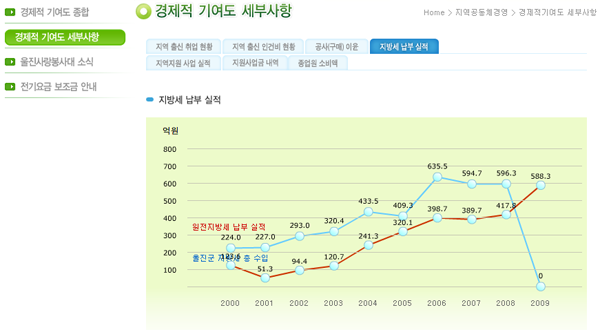 경제적 기여도 종합
경제적 기여도 세부사항
울진사랑봉사대 소식
전기요금 보조금 안내
경제적 기여도 세부사항
Home > 지역공동체경영 > 경제적기여도 세부사항
지역 출신 취업 현황
지역 출신 인건비 현황
공사(구매) 이윤
지방세 납부 실적
지역지원 사업 실적
지원사업금 내역
종업원 소비액
지방세 납부 실적
억원
800
700
600
500
400
300
200
100
635.5
594.7
596.3
588.3
433.5
409.3
398.7
389.7
417.8
320.4
320.1
293.0
원전지방세 납부 실적
224.0
227.0
241.3
울진군 지방세 총 수입
123.6
51.3
94.4
120.7
0
2000 2001 2002 2003 2004 2005 2006 2007 2008 2009